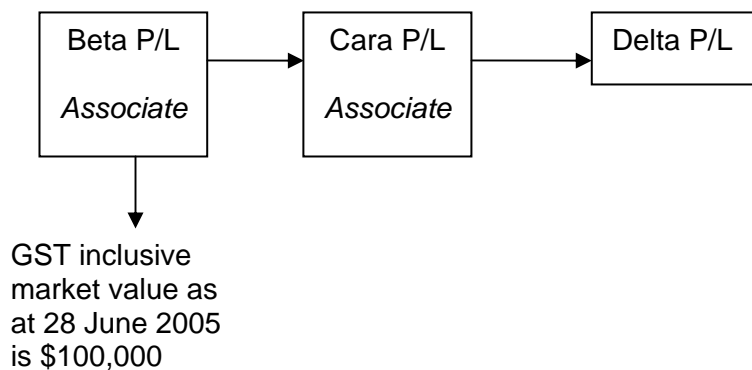 Beta P/L
Associate
Cara P/L
Associate
Delta P/L
GST inclusive
market value as
at 28 June 2005
is $100,000